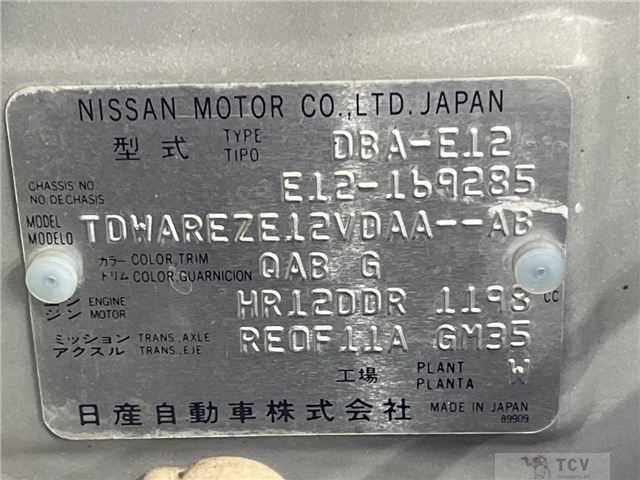 NISSAN MOTOR CO.,LTD. JAPAN
型式 TYPE TIPO DBA-E12
CHASSIS NO. NO. DECHASIS E12-169285
MODEL MODELO TDWAREZE12VDAA--AB
カラー COLOR,TRIM トリム COLOR,GUARNICION QAB G
ジン ENGINE MOTOR HR12DDR 1198 CC
ミッション TRANS.,AXLE アクスル TRANS.,EJE RE0F11A GM35
工場 PLANT PLANTA W
日産自動車株式会社 MADE IN JAPAN
89909
TCV